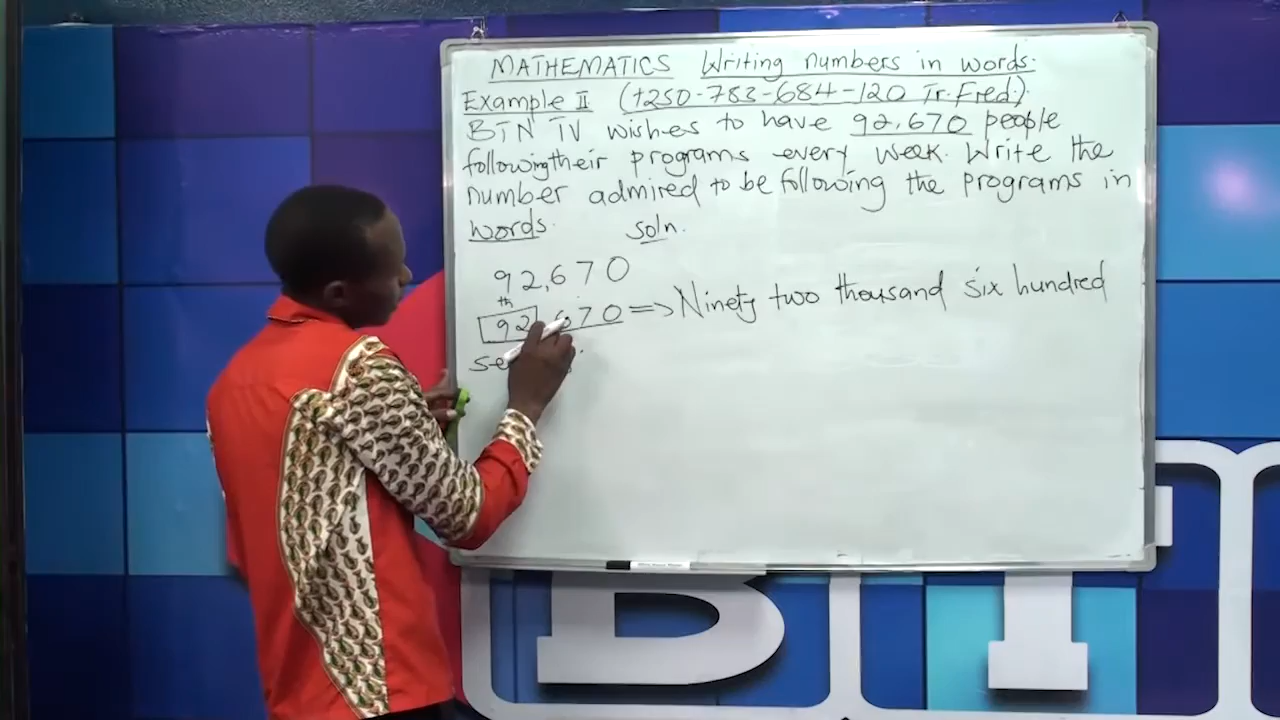 MATHEMATICS Writing numbers in words.
Example II (+250-783-684-120 Tr. Fred.)
BTN TV wishes to have 92,670 people
following their programs every week. Write the
number admired to be following the programs in
words. soln.
92,670
th
92 670 => Ninety two thousand six hundred
BT